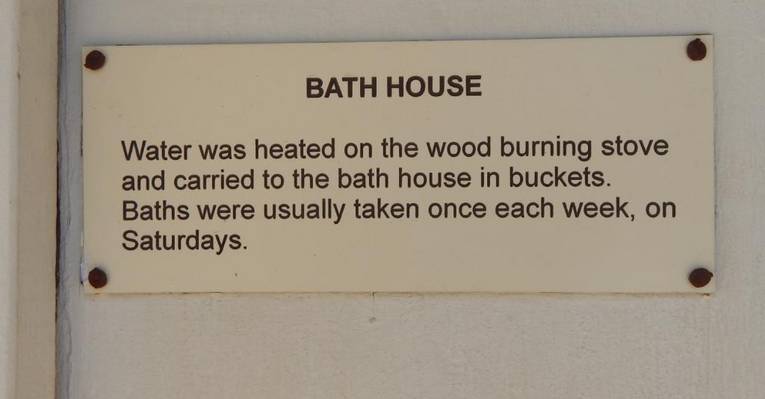 BATH HOUSE
Water was heated on the wood burning stove
and carried to the bath house in buckets.
Baths were usually taken once each week, on
Saturdays.